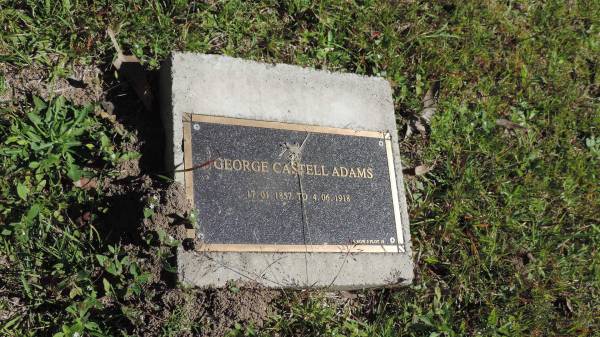 GEORGE CASTELL ADAMS
17.01.1857 TO 4.06.1918